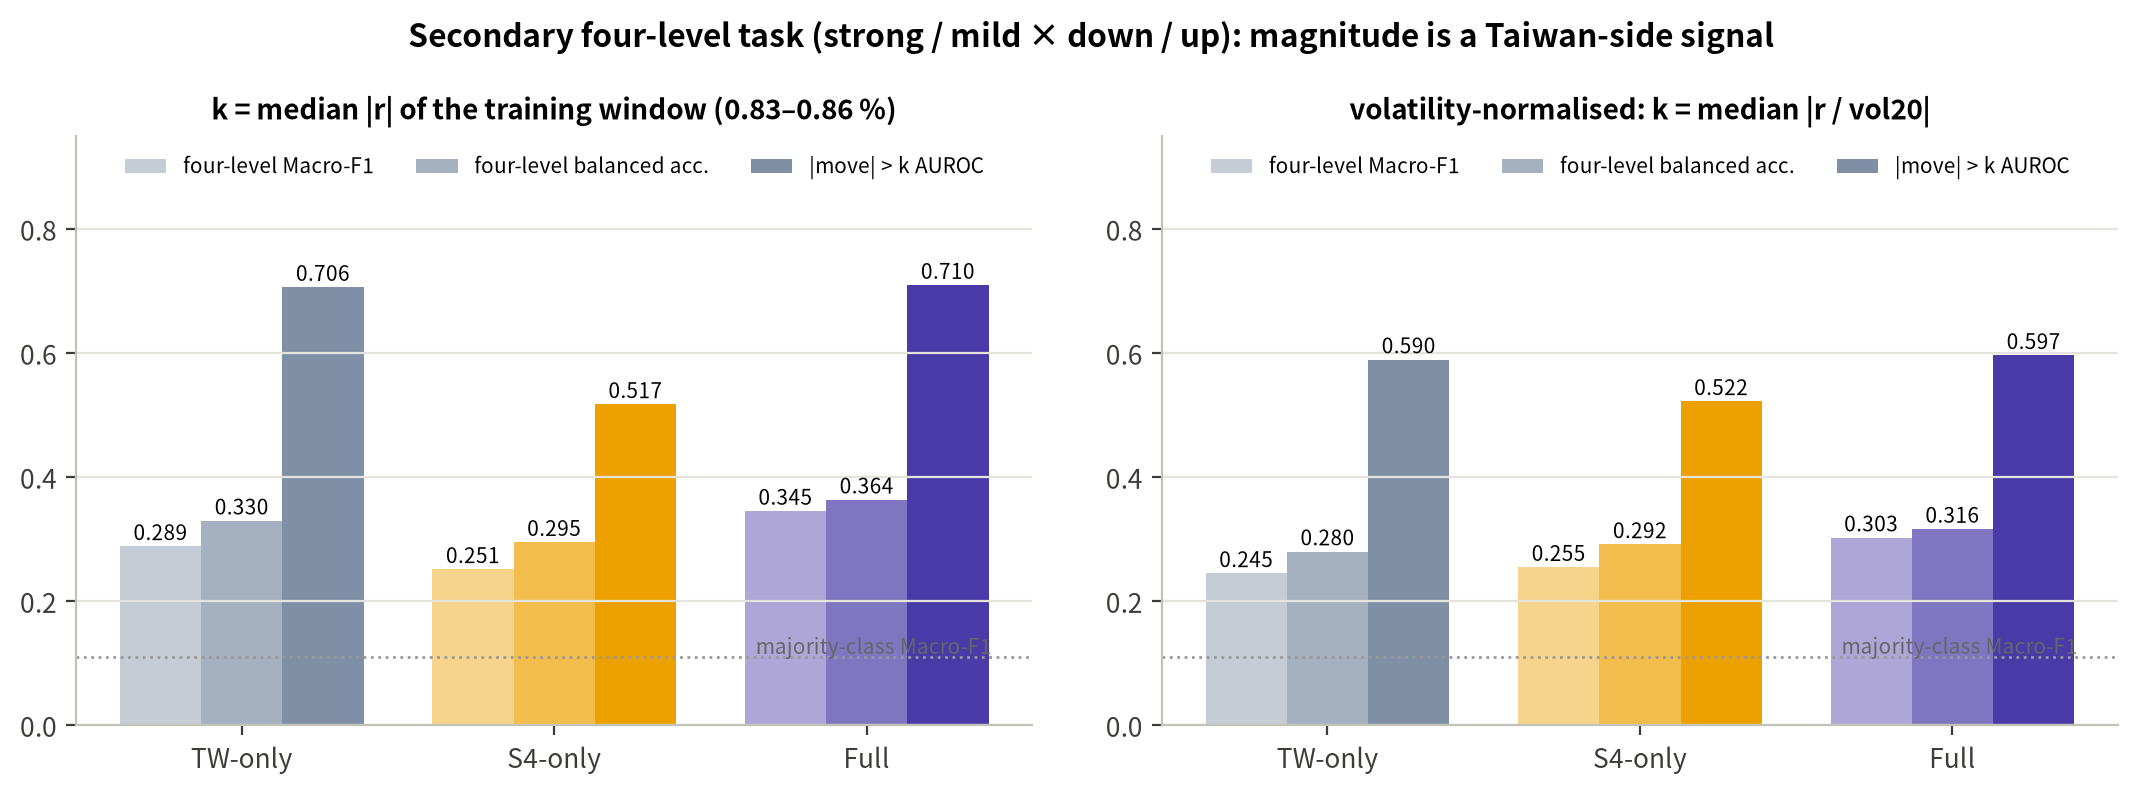 Secondary four-level task (strong / mild × down / up): magnitude is a Taiwan-side signal
k = median |r| of the training window (0.83–0.86 %)
four-level Macro-F1 four-level balanced acc. |move| > k AUROC
0.8
0.6
0.4
0.2
0.0
0.289 0.330 0.706
0.251 0.295 0.517
0.345 0.364 0.710
majority-class Macro-F1
TW-only S4-only Full
volatility-normalised: k = median |r / vol20|
four-level Macro-F1 four-level balanced acc. |move| > k AUROC
0.8
0.6
0.4
0.2
0.0
0.245 0.280 0.590
0.255 0.292 0.522
0.303 0.316 0.597
majority-class Macro-F1
TW-only S4-only Full